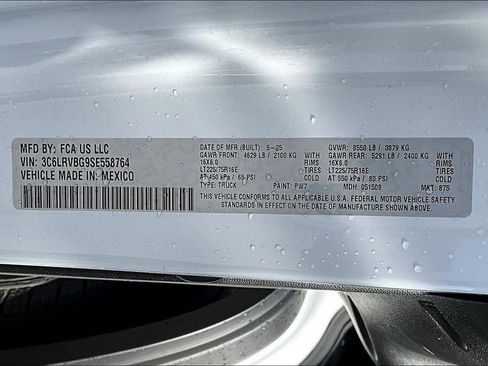 MFD BY: FCA US LLC
VIN: 3C6LRVBG9SE558764
VEHICLE MADE IN: MEXICO
DATE OF MFR (BUILT): 5-25 GVWR: 8550 LB / 3879 KG
GAWR FRONT: 4629 LB / 2100 KG WITH GAWR REAR: 5291 LB / 2400 KG WITH
16X6.0 RIMS 16X6.0 RIMS
LT225/75R16E TIRES LT225/75R16E TIRES
AT 450 kPa / 65 PSI COLD AT 550 kPa / 80 PSI COLD
TYPE: TRUCK PAINT: PW7 MDH: 051508 MKT: 875
THIS VEHICLE CONFORMS TO ALL APPLICABLE U.S.A. FEDERAL MOTOR VEHICLE SAFETY
STANDARDS IN EFFECT ON THE DATE OF MANUFACTURE SHOWN ABOVE.